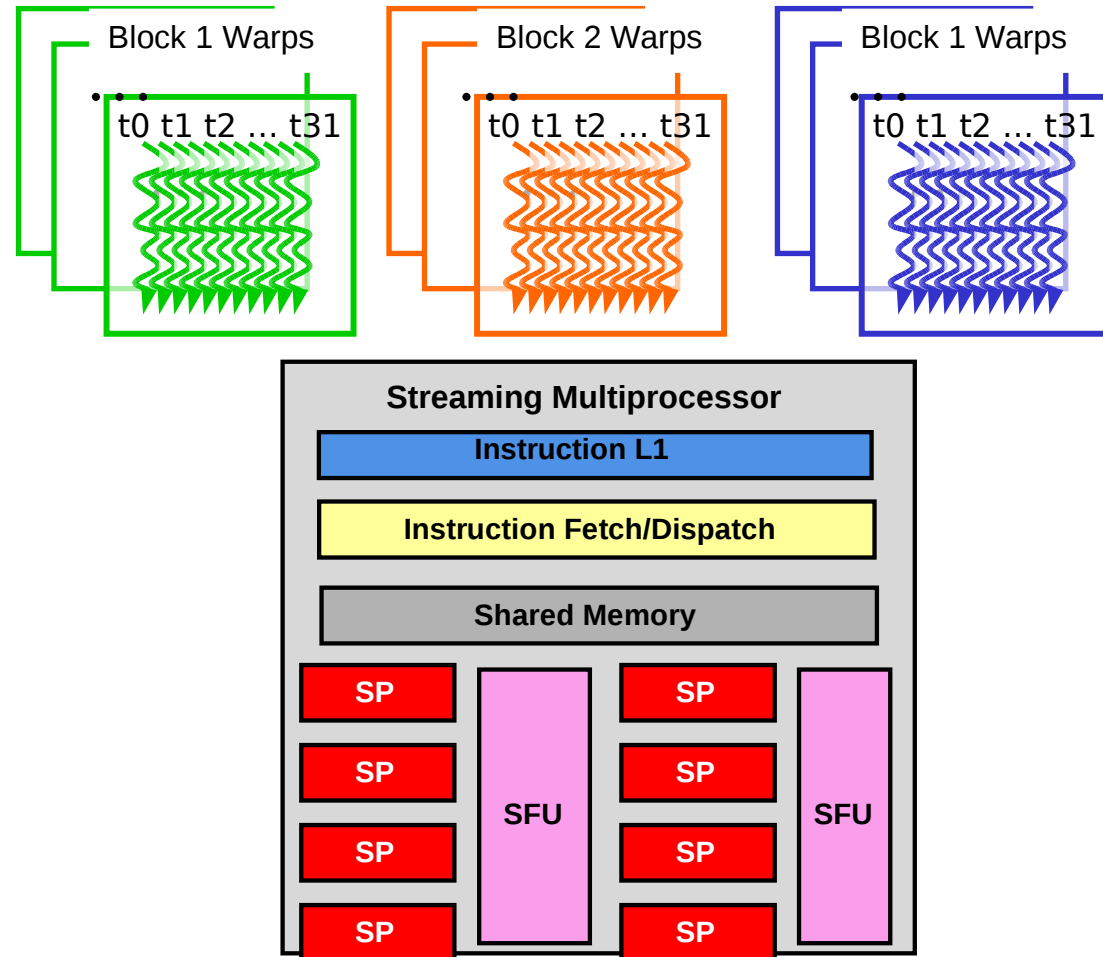 Block 1 Warps
Block 2 Warps
Block 1 Warps
t0 t1 t2 … t31
t0 t1 t2 … t31
t0 t1 t2 … t31
Streaming Multiprocessor
Instruction L1
Instruction Fetch/Dispatch
Shared Memory
SP
SP
SP
SP
SFU
SFU
SP
SP
SP
SP